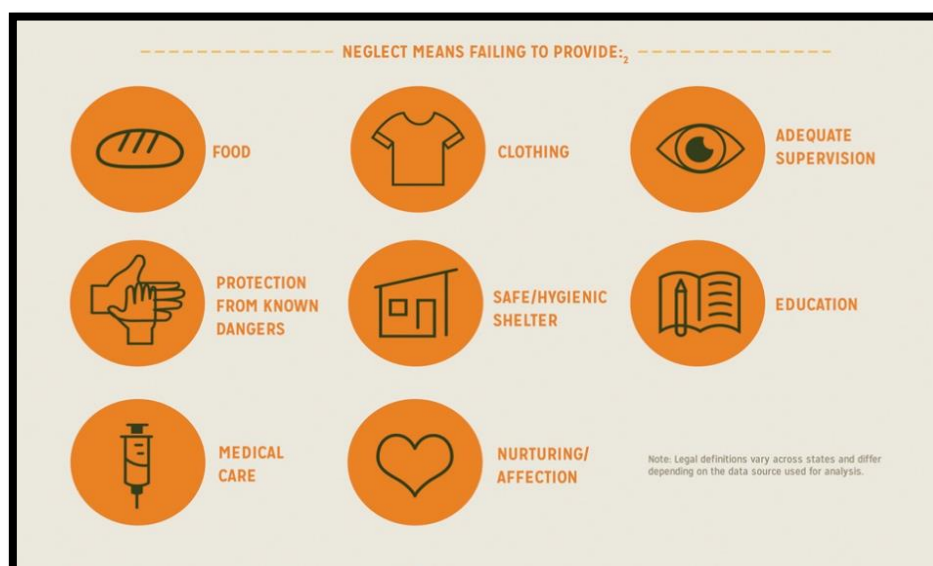 NEGLECT MEANS FAILING TO PROVIDE:2
FOOD
CLOTHING
ADEQUATE
SUPERVISION
PROTECTION
FROM KNOWN
DANGERS
SAFE/HYGIENIC
SHELTER
EDUCATION
MEDICAL
CARE
NURTURING/
AFFECTION
Note: Legal definitions vary across states and differ
depending on the data source used for analysis.